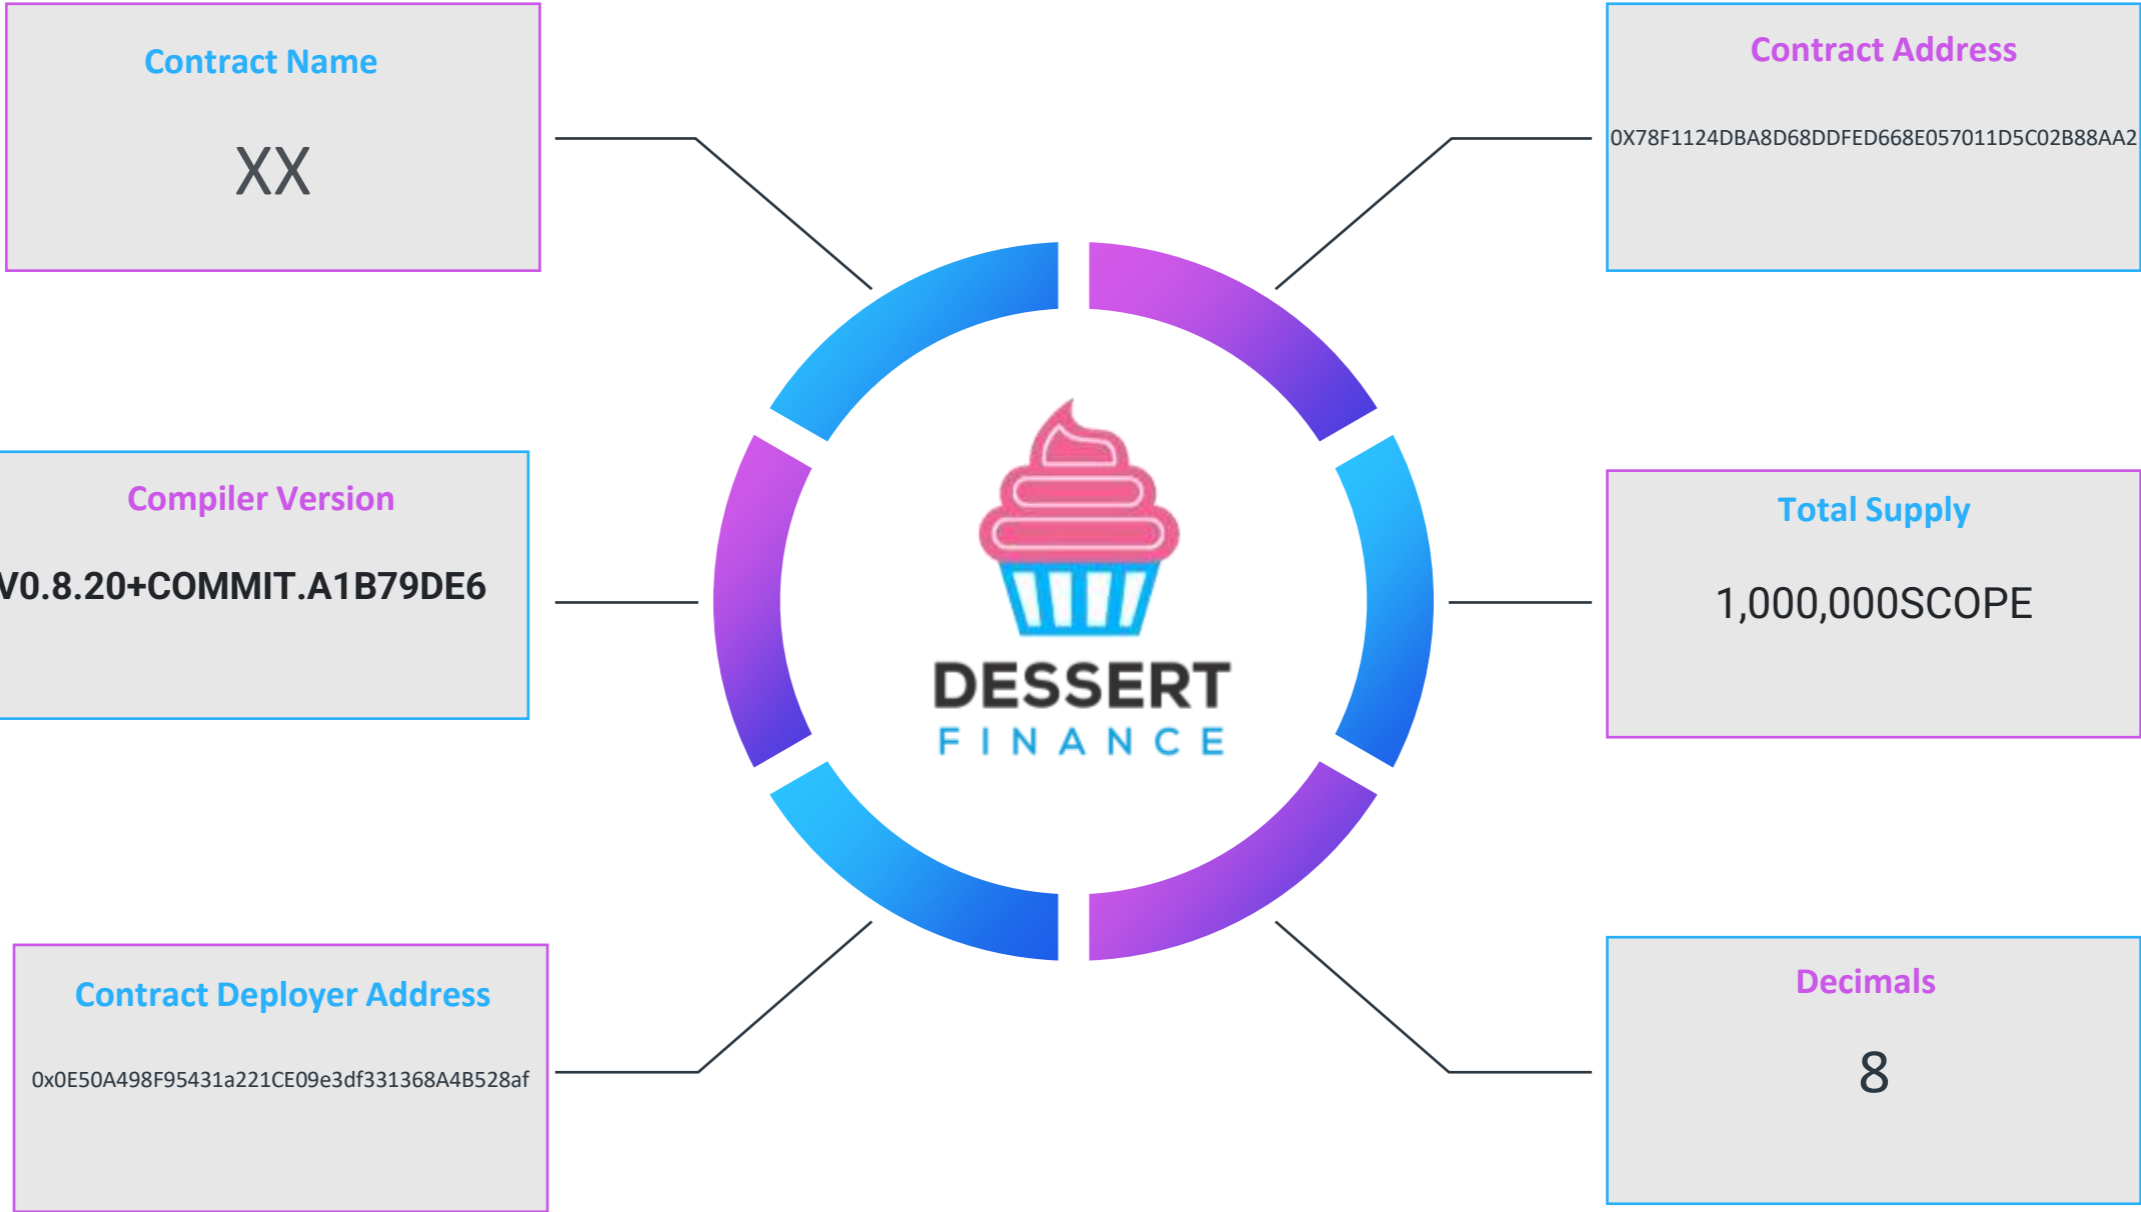 Contract Name
XX
Contract Address
0X78F1124DBA8D68DDFED668E057011D5C02B88AA2
Compiler Version
V0.8.20+COMMIT.A1B79DE6
DESSERT
FINANCE
Total Supply
1,000,000SCOPE
Contract Deployer Address
0x0E50A498F95431a221CE09e3df331368A4B528af
Decimals
8